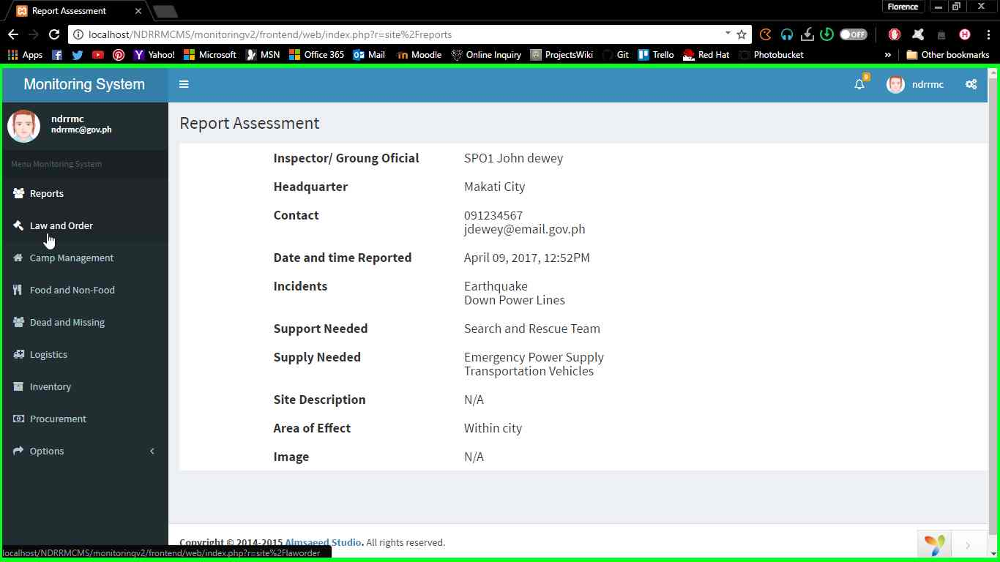 Report Assessment
Florence
localhost/NDRRMCMS/monitoringv2/frontend/web/index.php?r=site%2Freports
OFF
Apps
Yahoo!
Microsoft
MSN
Office 365
Mail
Moodle
Online Inquiry
ProjectsWiki
Git
Trello
Red Hat
Photobucket
»
Other bookmarks
Monitoring System
9
ndrrmc
ndrrmc
ndrrmc@gov.ph
Menu Monitoring System
Reports
Law and Order
Camp Management
Food and Non-Food
Dead and Missing
Logistics
Inventory
Procurement
Options
Report Assessment
Inspector/ Groung Oficial SPO1 John dewey
Headquarter Makati City
Contact 091234567
jdewey@email.gov.ph
Date and time Reported April 09, 2017, 12:52PM
Incidents Earthquake
Down Power Lines
Support Needed Search and Rescue Team
Supply Needed Emergency Power Supply
Transportation Vehicles
Site Description N/A
Area of Effect Within city
Image N/A
Copyright © 2014-2015 Almsaeed Studio. All rights reserved.
localhost/NDRRMCMS/monitoringv2/frontend/web/index.php?r=site%2Flaworder